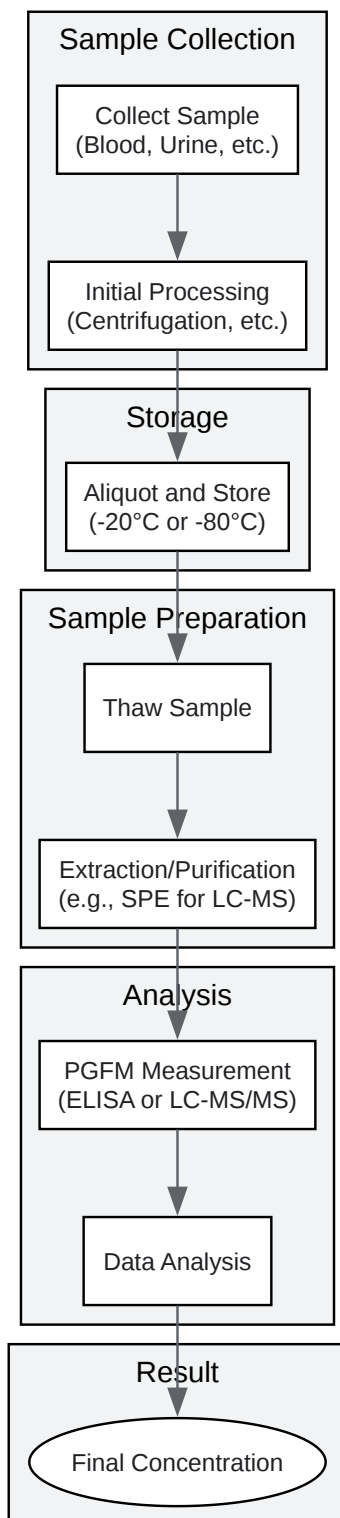 Sample Collection
Collect Sample
(Blood, Urine, etc.)
Initial Processing
(Centrifugation, etc.)
Storage
Aliquot and Store
(-20°C or -80°C)
Sample Preparation
Thaw Sample
Extraction/Purification
(e.g., SPE for LC-MS)
Analysis
PGFM Measurement
(ELISA or LC-MS/MS)
Data Analysis
Result
Final Concentration